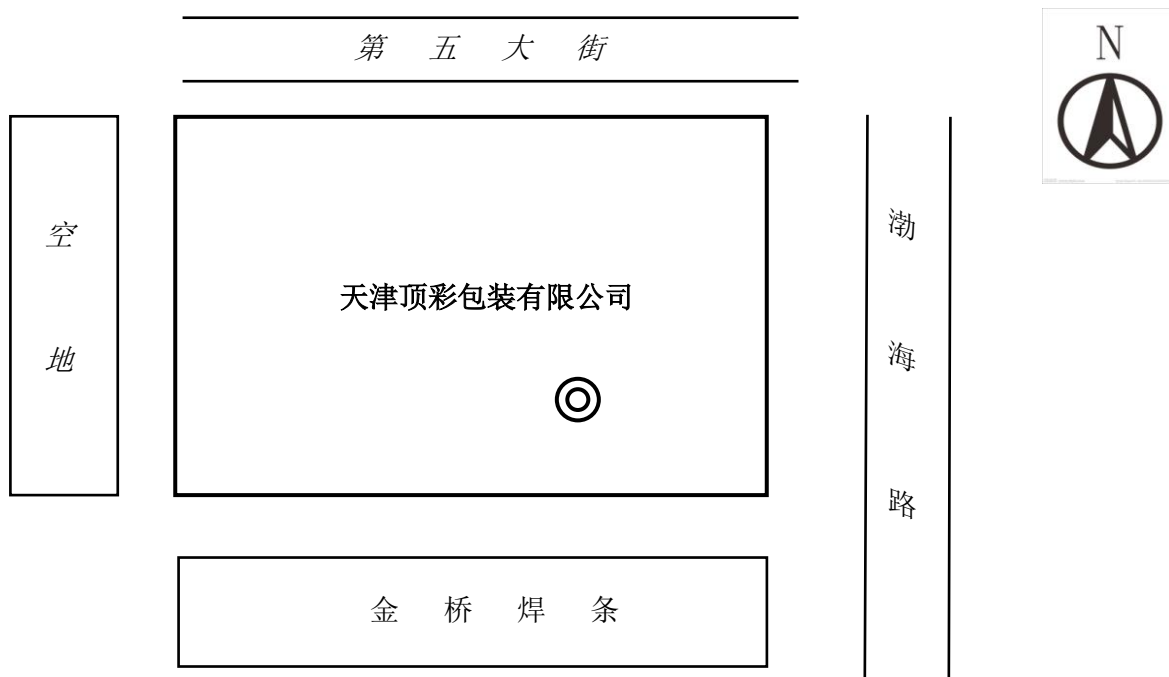 第五大街
N
空地
天津顶彩包装有限公司
渤海路
金桥焊条